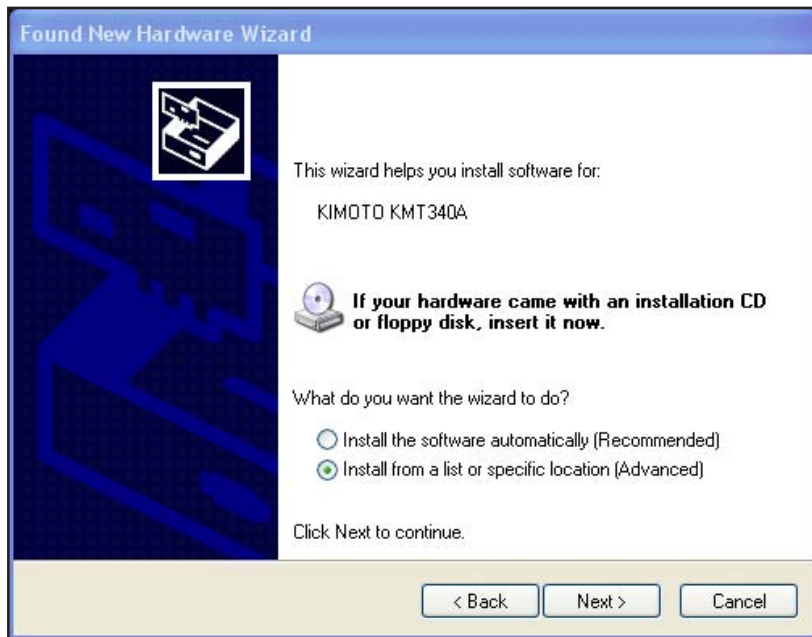 Found New Hardware Wizard
This wizard helps you install software for:
KIMOTO KMT340A
If your hardware came with an installation CD
or floppy disk, insert it now.
What do you want the wizard to do?
Install the software automatically (Recommended)
Install from a list or specific location (Advanced)
Click Next to continue.
< Back
Next >
Cancel